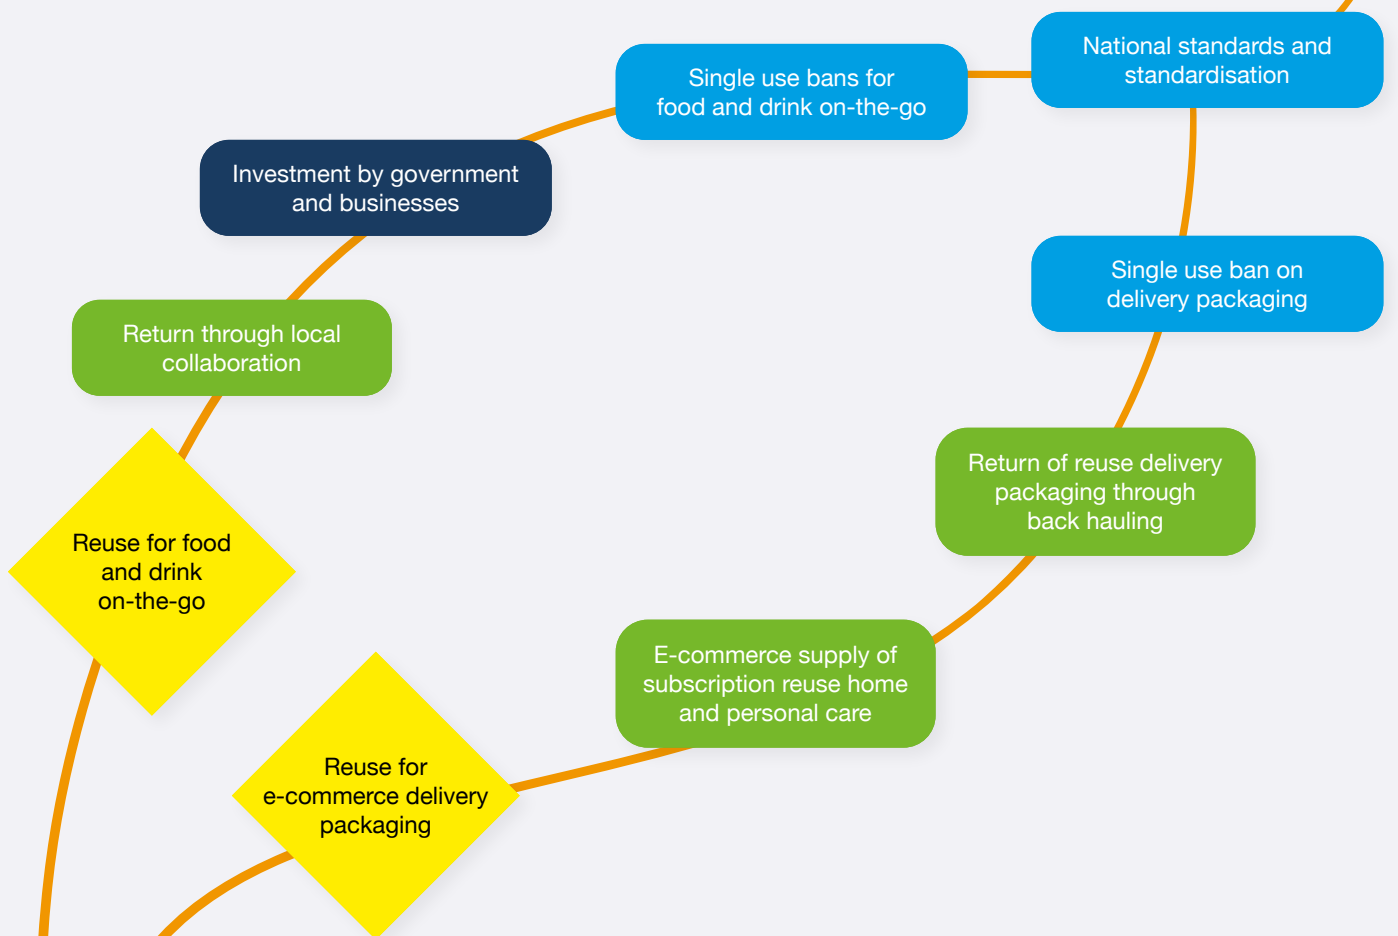 National standards and
standardisation
Single use bans for
food and drink on-the-go
Investment by government
and businesses
Single use ban on
delivery packaging
Return through local
collaboration
Return of reuse delivery
packaging through
back hauling
Reuse for food
and drink
on-the-go
E-commerce supply of
subscription reuse home
and personal care
Reuse for
e-commerce delivery
packaging